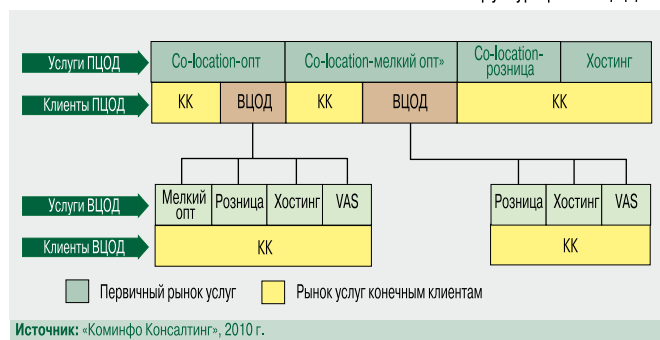 Услуги ПЦОД
Co-location-опт
Co-location-мелкий опт»
Co-location-
розница
Хостинг
Клиенты ПЦОД
КК
ВЦОД
КК
ВЦОД
КК
Услуги ВЦОД
Мелкий
опт
Розница
Хостинг
VAS
Розница
Хостинг
VAS
Клиенты ВЦОД
КК
КК
Первичный рынок услуг
Рынок услуг конечным клиентам
Источник: «Коминфо Консалтинг», 2010 г.